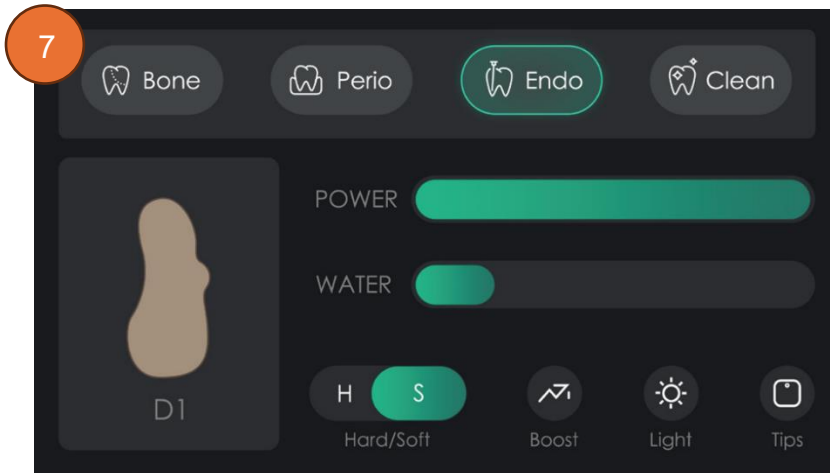 7
Bone Perio Endo Clean
POWER
WATER
D1
H S
Hard/Soft Boost Light Tips